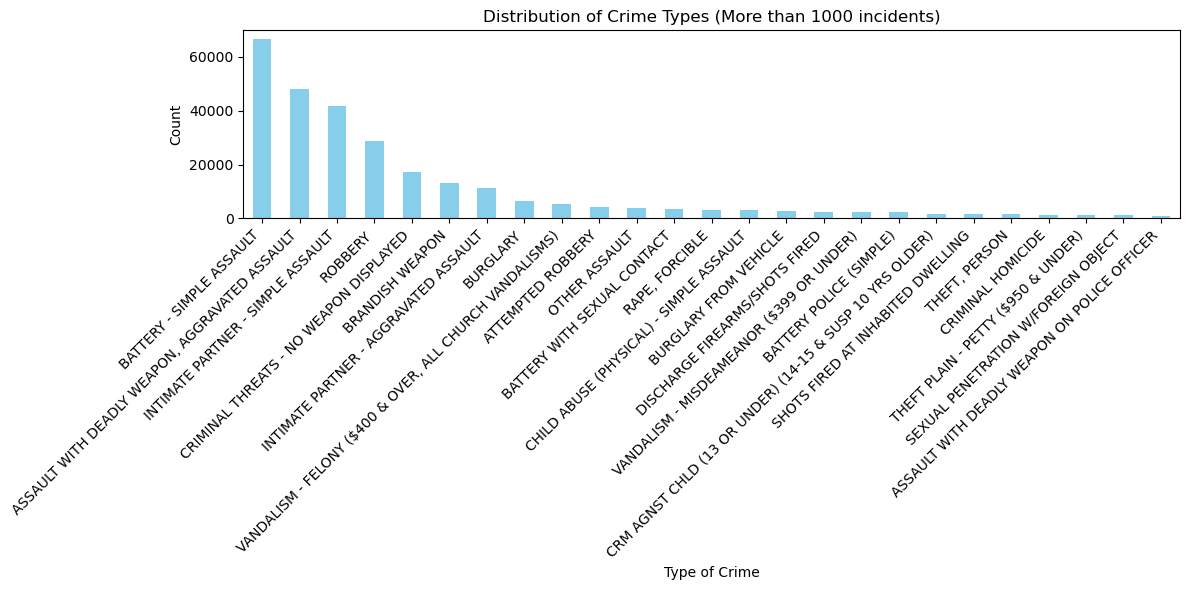 Distribution of Crime Types (More than 1000 incidents)
Count
60000
40000
20000
0
BATTERY - SIMPLE ASSAULT
ASSAULT WITH DEADLY WEAPON, AGGRAVATED ASSAULT
INTIMATE PARTNER - SIMPLE ASSAULT
ROBBERY
CRIMINAL THREATS - NO WEAPON DISPLAYED
BRANDISH WEAPON
INTIMATE PARTNER - AGGRAVATED ASSAULT
BURGLARY
VANDALISM - FELONY ($400 & OVER, ALL CHURCH VANDALISMS)
ATTEMPTED ROBBERY
OTHER ASSAULT
BATTERY WITH SEXUAL CONTACT
RAPE, FORCIBLE
CHILD ABUSE (PHYSICAL) - SIMPLE ASSAULT
BURGLARY FROM VEHICLE
DISCHARGE FIREARMS/SHOTS FIRED
VANDALISM - MISDEAMEANOR ($399 OR UNDER)
BATTERY POLICE (SIMPLE)
CRM AGNST CHLD (13 OR UNDER) (14-15 & SUSP 10 YRS OLDER)
SHOTS FIRED AT INHABITED DWELLING
THEFT, PERSON
CRIMINAL HOMICIDE
THEFT PLAIN - PETTY ($950 & UNDER)
SEXUAL PENETRATION W/FOREIGN OBJECT
ASSAULT WITH DEADLY WEAPON ON POLICE OFFICER
Type of Crime